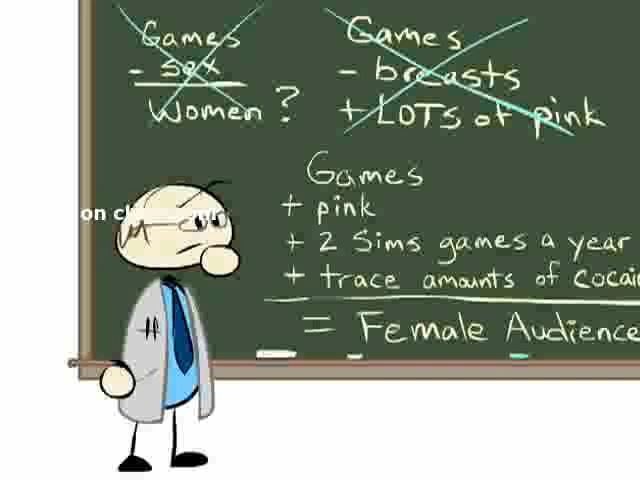 Games
- sex
Women ?
Games
- breasts
+ LOTS of pink
on
Games
+ pink
+ 2 Sims games a year
+ trace amounts of
= Female Audience